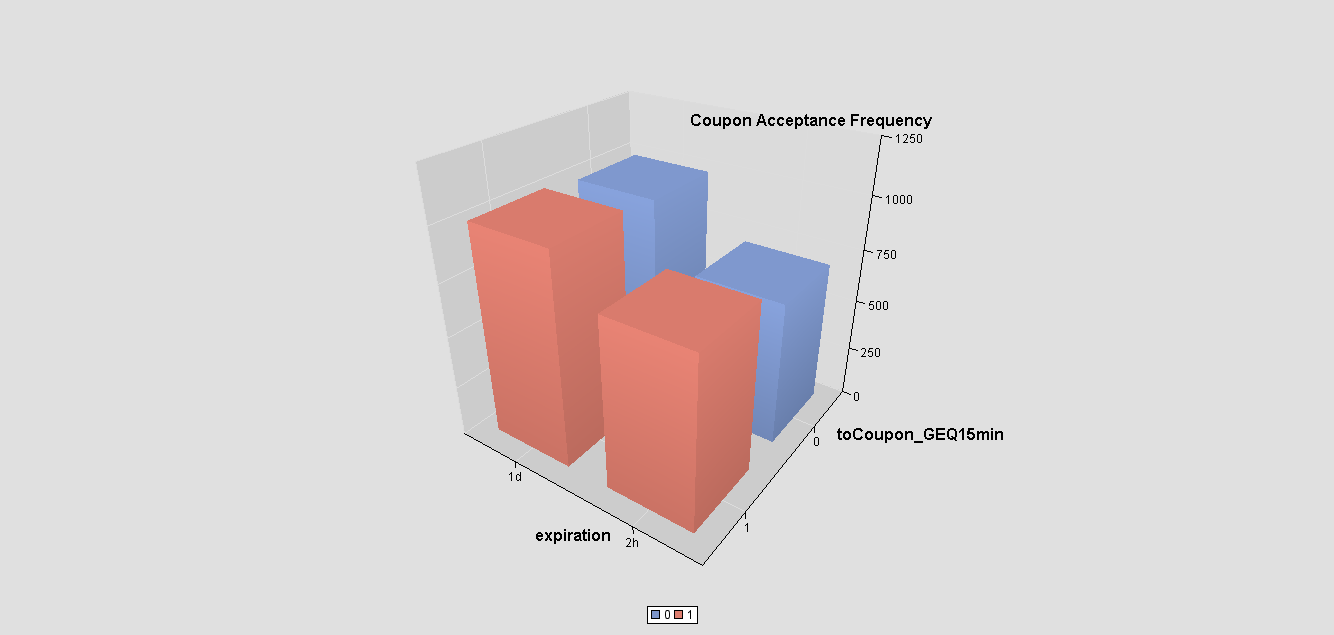 Coupon Acceptance Frequency
1250
1000
750
500
250
0
toCoupon_GEQ15min
0
1
1d
2h
expiration
0 1